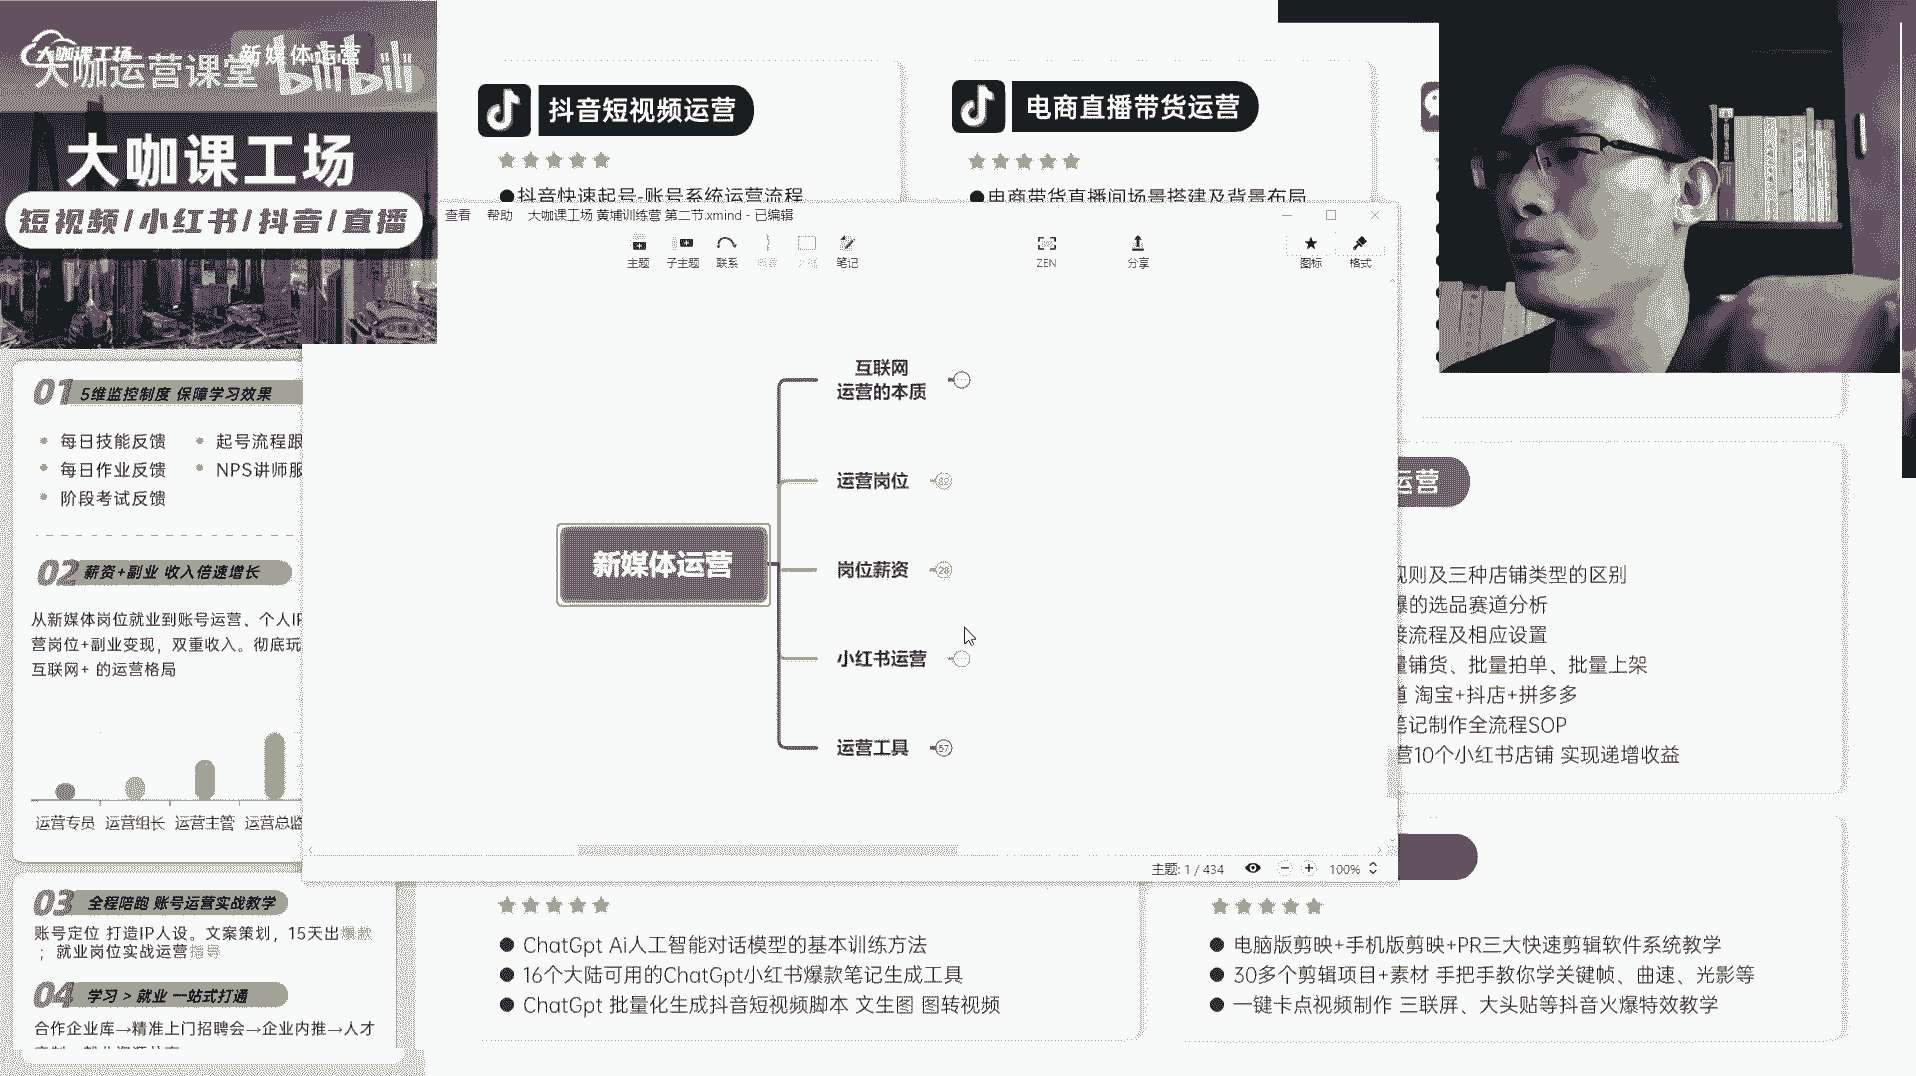 大咖课工场
新媒体运营
大咖运营课堂 bilibili
大咖课工场
短视频/小红书/抖音/直播
抖音短视频运营
抖音快速起号-账号系统运营流程
电商直播带货运营
电商带货直播间场景搭建及背景布局
查看 帮助 大咖课工场 黄埔训练营 第二节.xmind - 已编辑
主题 子主题 联系 笔记 ZEN 分享 图标 格式
互联网
运营的本质
运营岗位 82
新媒体运营
岗位薪资 28
小红书运营
运营工具 57
主题: 1 / 434 100%
01 5维监控制度 保障学习效果
每日技能反馈 起号流程跟
每日作业反馈 NPS讲师服
阶段考试反馈
02 薪资+副业 收入倍速增长
从新媒体岗位就业到账号运营、个人IP
营岗位+副业变现，双重收入。彻底玩
互联网+ 的运营格局
运营专员 运营组长 运营主管 运营总监
03 全程陪跑 账号运营实战教学
账号定位 打造IP人设。文案策划，15天出爆款
；就业岗位实战运营指导
04 学习 > 就业 一站式打通
合作企业库→精准上门招聘会→企业内推→人才
运营
规则及三种店铺类型的区别
爆的选品赛道分析
接流程及相应设置
量铺货、批量拍单、批量上架
道 淘宝+抖店+拼多多
笔记制作全流程SOP
营10个小红书店铺 实现递增收益
ChatGpt Ai人工智能对话模型的基本训练方法
16个大陆可用的ChatGpt小红书爆款笔记生成工具
ChatGpt 批量化生成抖音短视频脚本 文生图 图转视频
电脑版剪映+手机版剪映+PR三大快速剪辑软件系统教学
30多个剪辑项目+素材 手把手教你学关键帧、曲速、光影等
一键卡点视频制作 三联屏、大头贴等抖音火爆特效教学